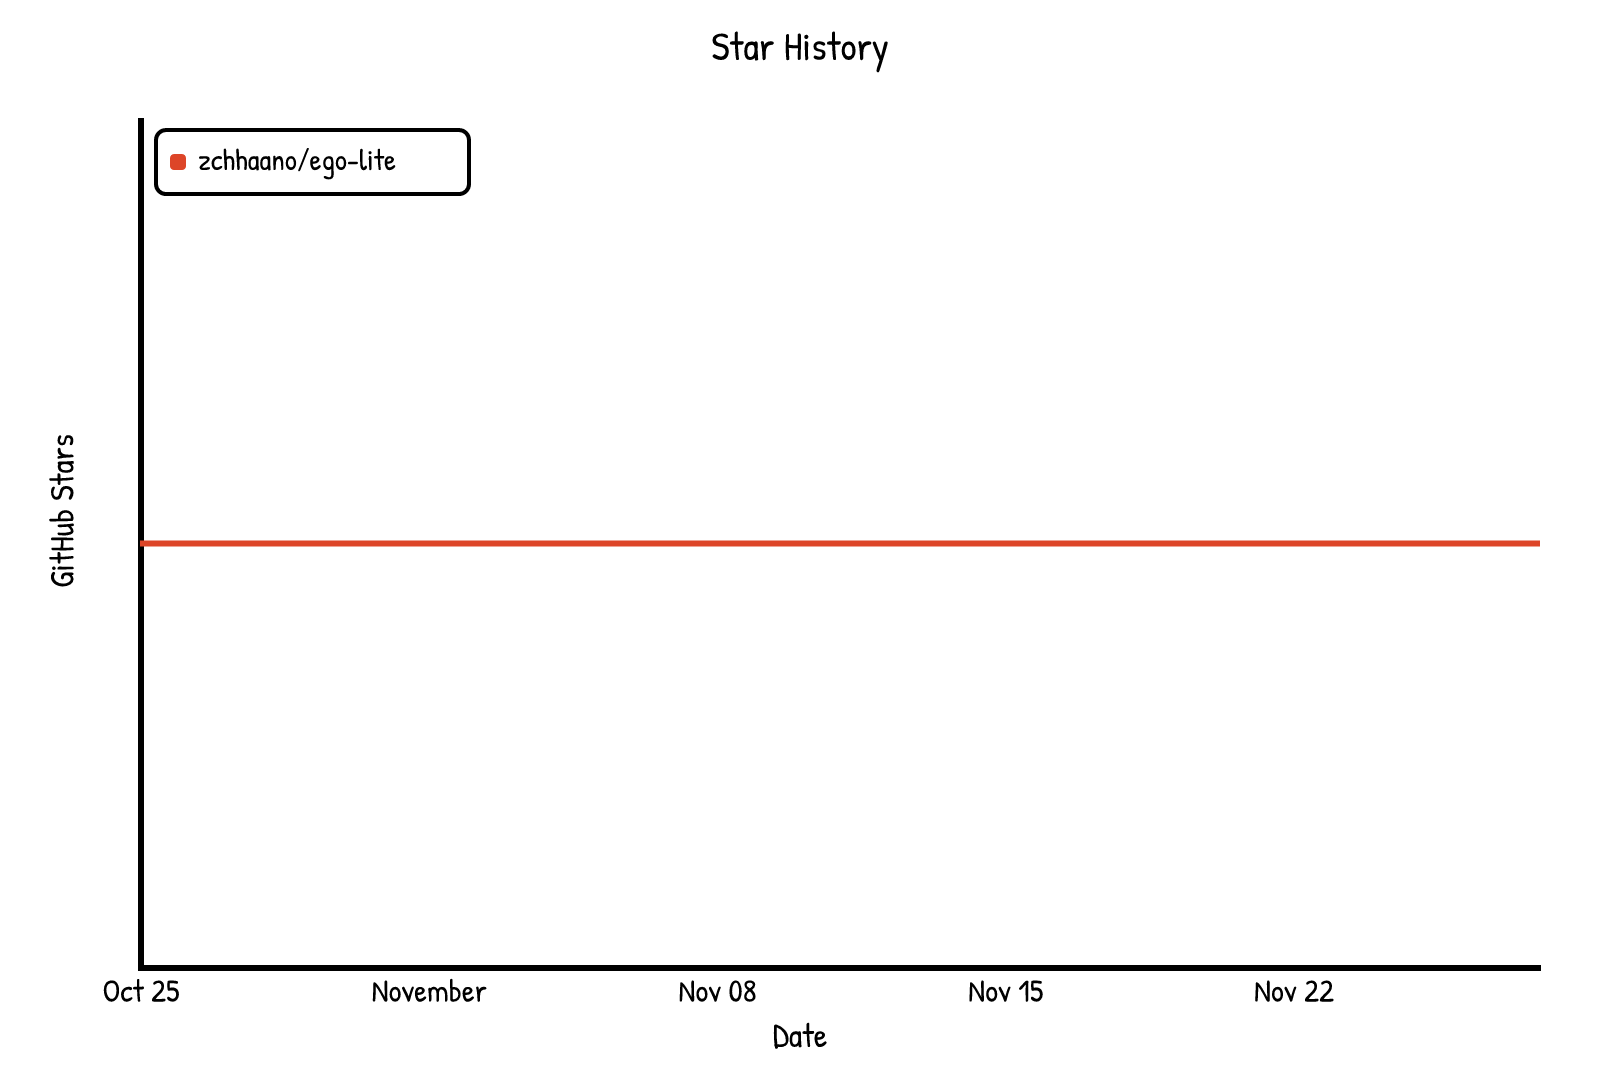 Star History
zchhaano/ego-lite
GitHub Stars
Oct 25 November Nov 08 Nov 15 Nov 22
Date